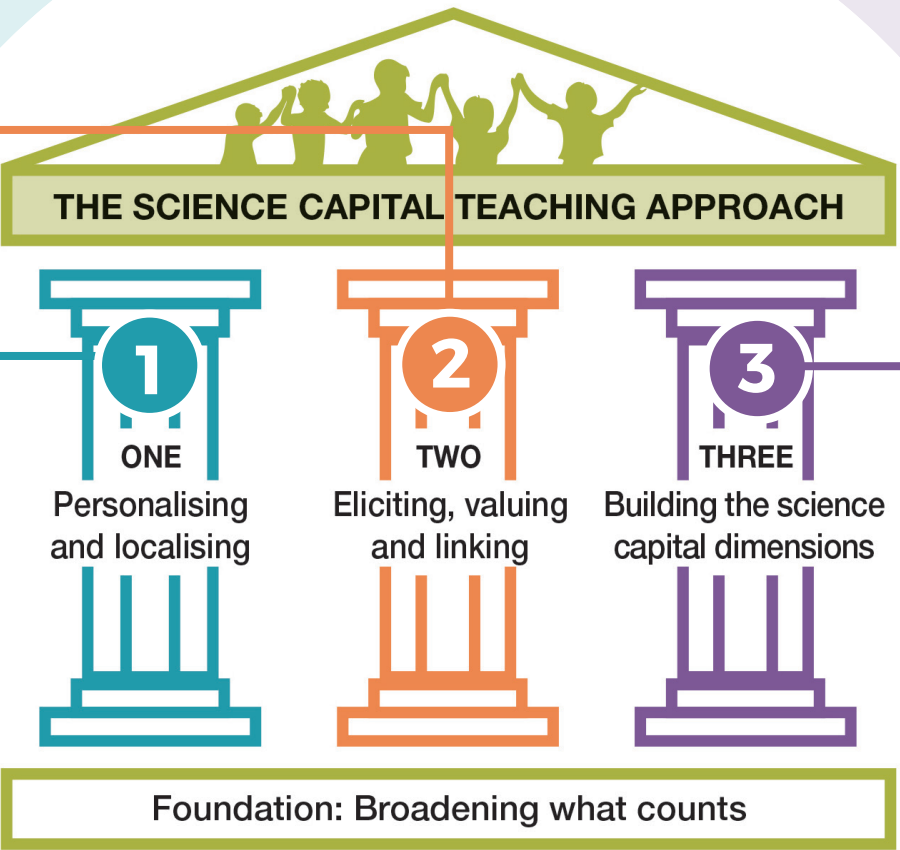 THE SCIENCE CAPITAL TEACHING APPROACH
1
ONE
Personalising
and localising
2
TWO
Eliciting, valuing
and linking
3
THREE
Building the science
capital dimensions
Foundation: Broadening what counts